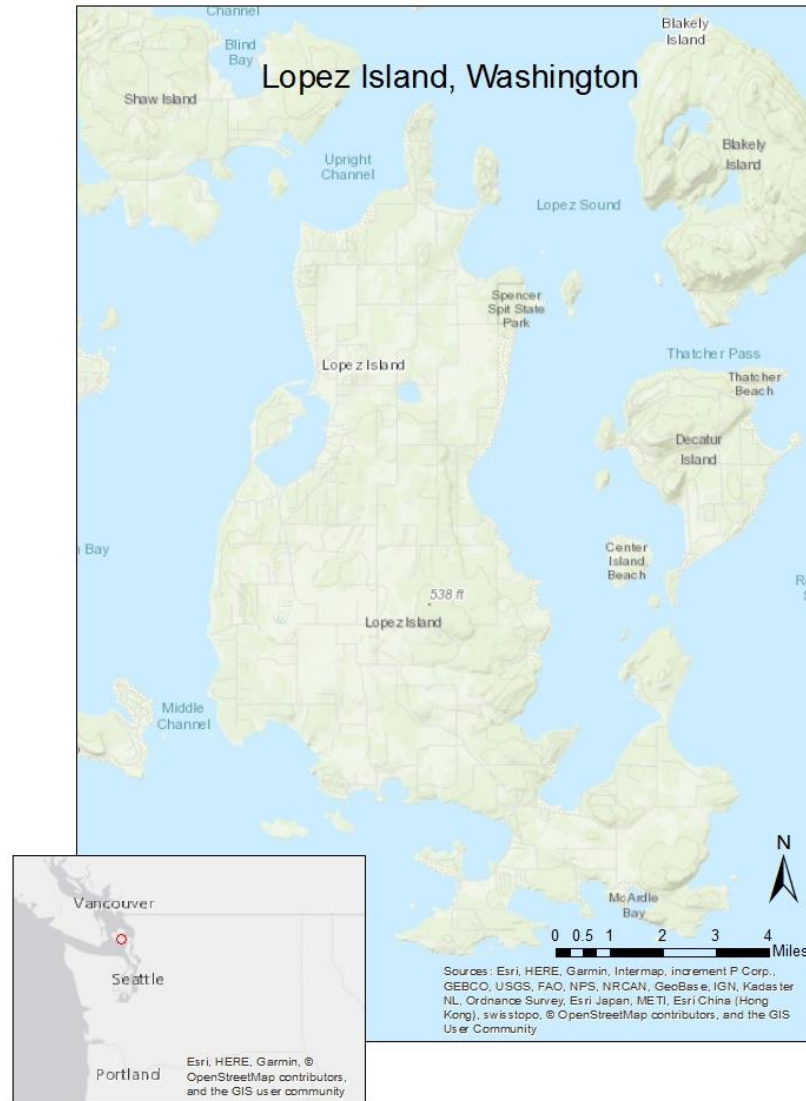 Channel
Blind
Bay
Blakely
Island
Lopez Island, Washington
Shaw Island
Upright
Channel
Blakely
Island
Lopez Sound
Spencer
Spit State
Park
Lopez Island
Thatcher Pass
Thatcher
Beach
Decatur
Island
Bay
Center
Island
Beach
538 ft
Lopez Island
Middle
Channel
N
McArdle
Bay
0 0.5 1 2 3 4
Miles
Sources: Esri, HERE, Garmin, Intermap, increment P Corp.,
GEBCO, USGS, FAO, NPS, NRCAN, GeoBase, IGN, Kadaster
NL, Ordnance Survey, Esri Japan, METI, Esri China (Hong
Kong), swisstopo, © OpenStreetMap contributors, and the GIS
User Community
Vancouver
Seattle
Portland
Esri, HERE, Garmin, ©
OpenStreetMap contributors,
and the GIS user community